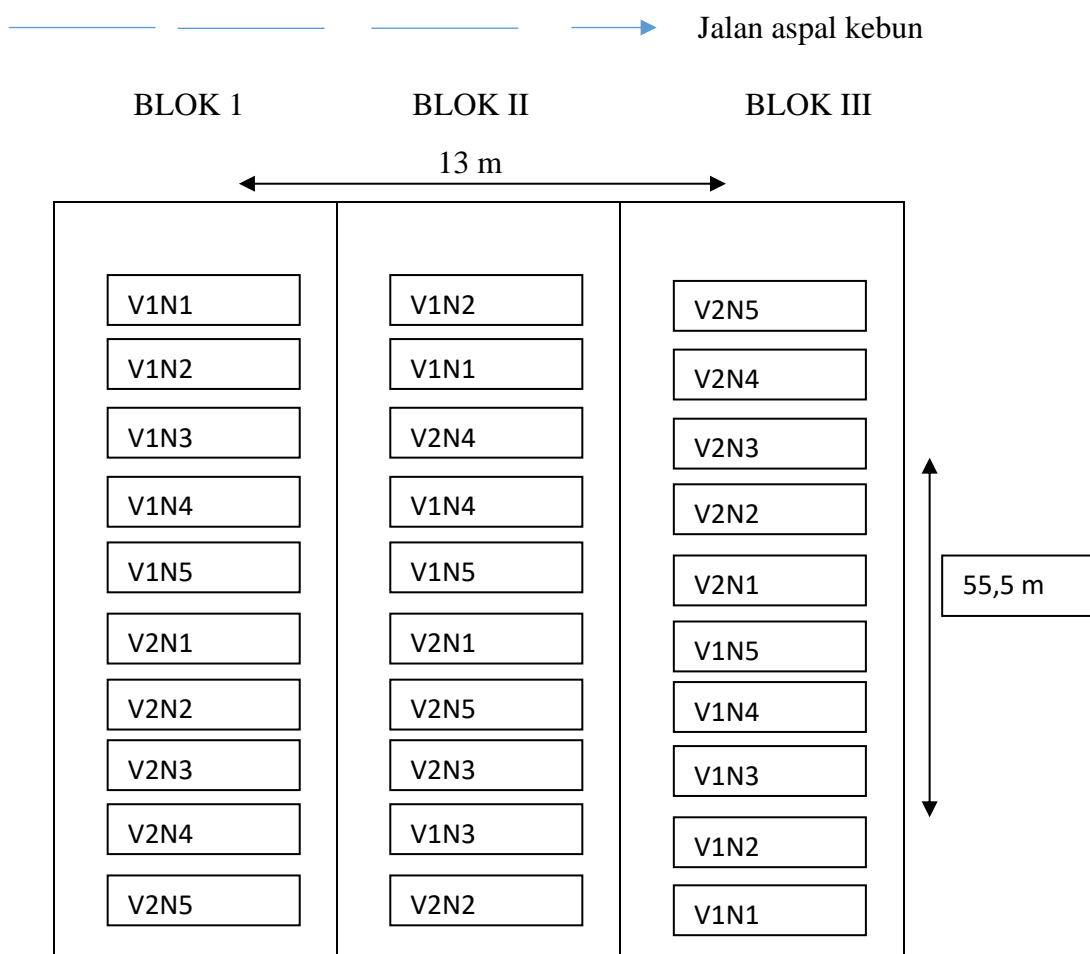 Jalan aspal kebun
BLOK 1 BLOK II BLOK III
13 m
V1N1 V1N2 V2N5
V1N2 V1N1 V2N4
V1N3 V2N4 V2N3
V1N4 V1N4 V2N2
V1N5 V1N5 V2N1
55,5 m
V2N1 V2N1 V1N5
V2N2 V2N5 V1N4
V2N3 V2N3 V1N3
V2N4 V1N3 V1N2
V2N5 V2N2 V1N1